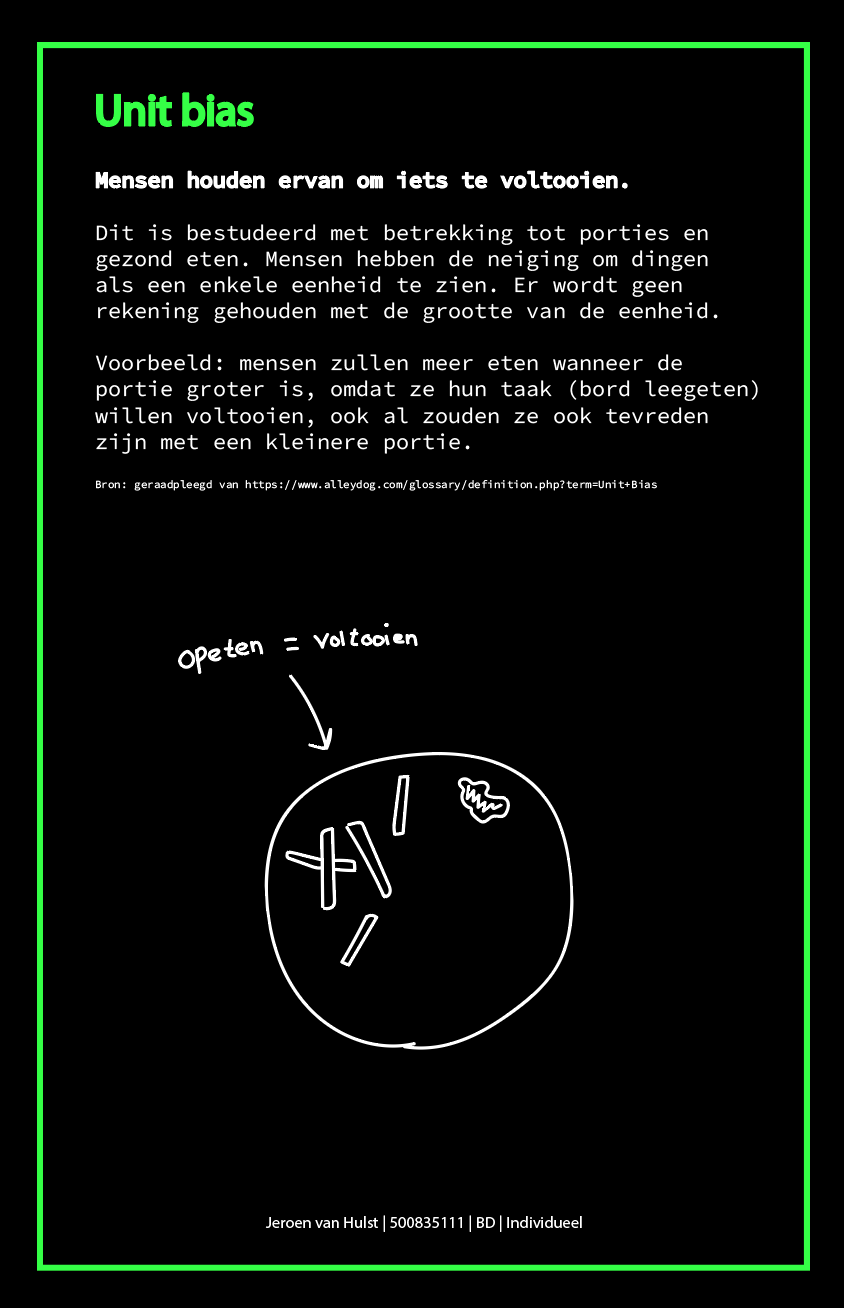 Unit bias
Mensen houden ervan om iets te voltooien.
Dit is bestudeerd met betrekking tot porties en
gezond eten. Mensen hebben de neiging om dingen
als een enkele eenheid te zien. Er wordt geen
rekening gehouden met de grootte van de eenheid.
Voorbeeld: mensen zullen meer eten wanneer de
portie groter is, omdat ze hun taak (bord leegeten)
willen voltooien, ook al zouden ze ook tevreden
zijn met een kleinere portie.
Bron: geraadpleegd van https://www.alleydog.com/glossary/definition.php?term=Unit+Bias
opeten = voltooien
Jeroen van Hulst | 500835111 | BD | Individueel